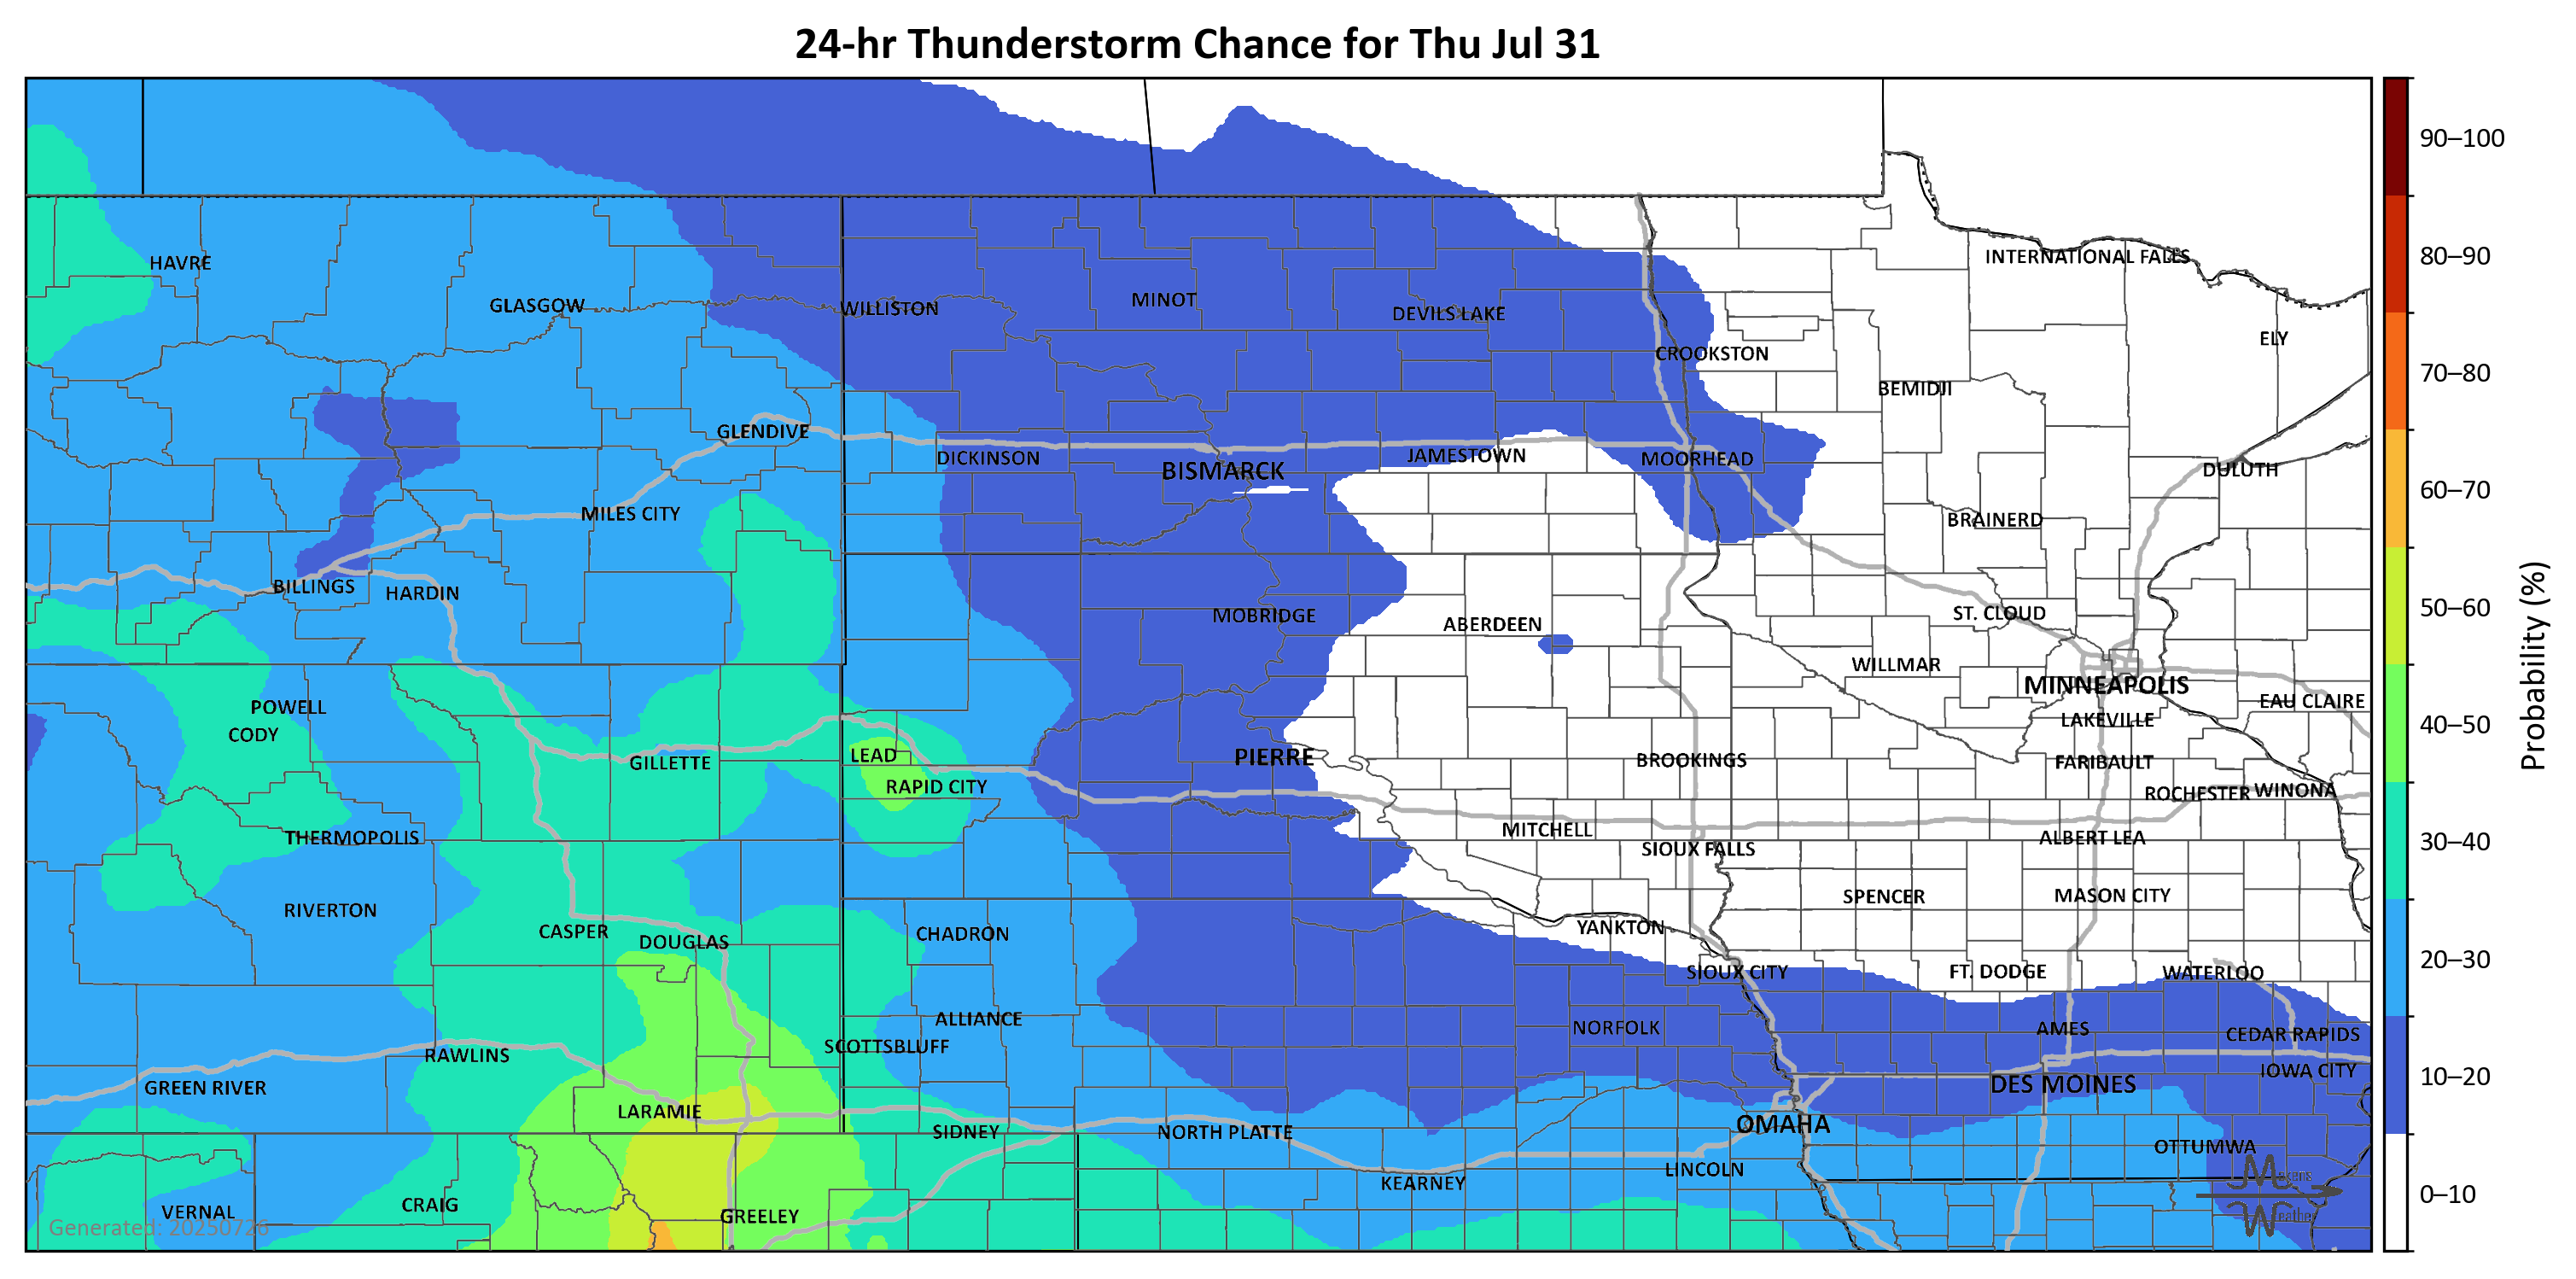 24-hr Thunderstorm Chance for Thu Jul 31
90–100
80–90
70–80
60–70
50–60
40–50
30–40
20–30
10–20
0–10
Probability (%)
HAVRE
GLASGOW
WILLISTON
MINOT
DEVILS LAKE
INTERNATIONAL FALLS
ELY
CROOKSTON
BEMIDJI
GLENDIVE
DICKINSON
BISMARCK
JAMESTOWN
MOORHEAD
DULUTH
MILES CITY
BRAINERD
BILLINGS
HARDIN
MOBRIDGE
ABERDEEN
ST. CLOUD
WILLMAR
MINNEAPOLIS
EAU CLAIRE
POWELL
CODY
LAKEVILLE
GILLETTE
LEAD
PIERRE
BROOKINGS
FARIBAULT
RAPID CITY
ROCHESTER
WINONA
THERMOPOLIS
MITCHELL
ALBERT LEA
SIOUX FALLS
RIVERTON
SPENCER
MASON CITY
CASPER
DOUGLAS
CHADRON
YANKTON
SIOUX CITY
FT. DODGE
WATERLOO
ALLIANCE
NORFOLK
AMES
CEDAR RAPIDS
RAWLINS
SCOTTSBLUFF
GREEN RIVER
DES MOINES
IOWA CITY
LARAMIE
SIDNEY
NORTH PLATTE
OMAHA
OTTUMWA
KEARNEY
LINCOLN
VERNAL
CRAIG
GREELEY
Generated: 20250726
Makens
Weather